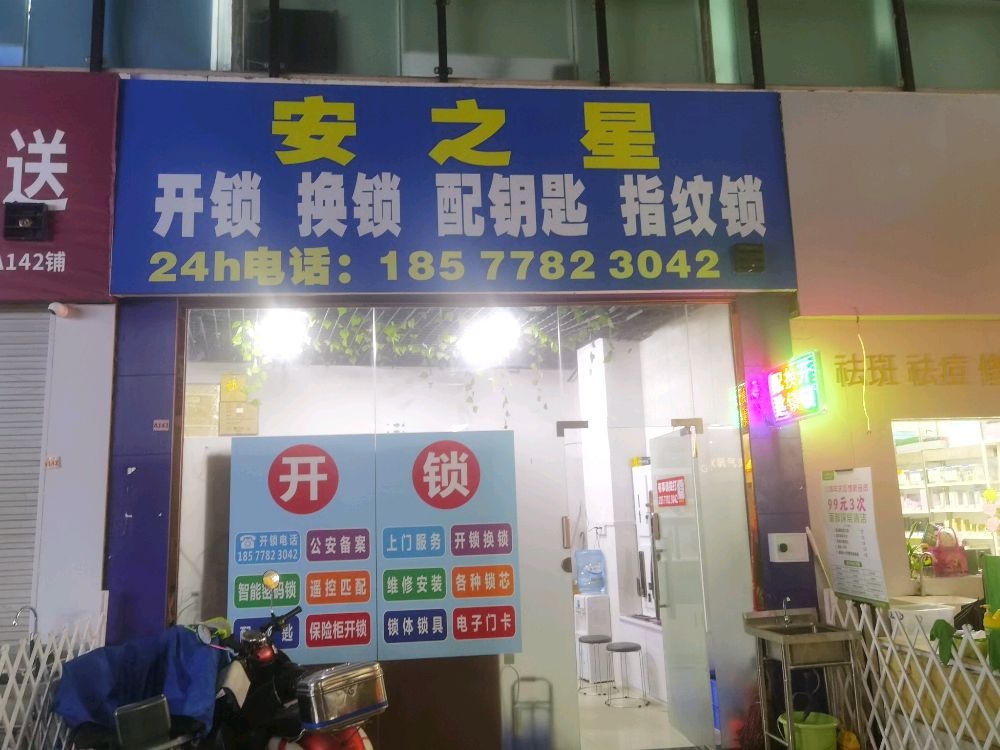 安之星
开锁 换锁 配钥匙 指纹锁
24h电话：185 7782 3042
送
A142铺
A143
开锁
开锁电话
185 7782 3042
公安备案
上门服务
开锁换锁
智能密码锁
遥控匹配
维修安装
各种锁芯
保险柜开锁
锁体锁具
电子门卡
祛斑 祛痘
99元3次